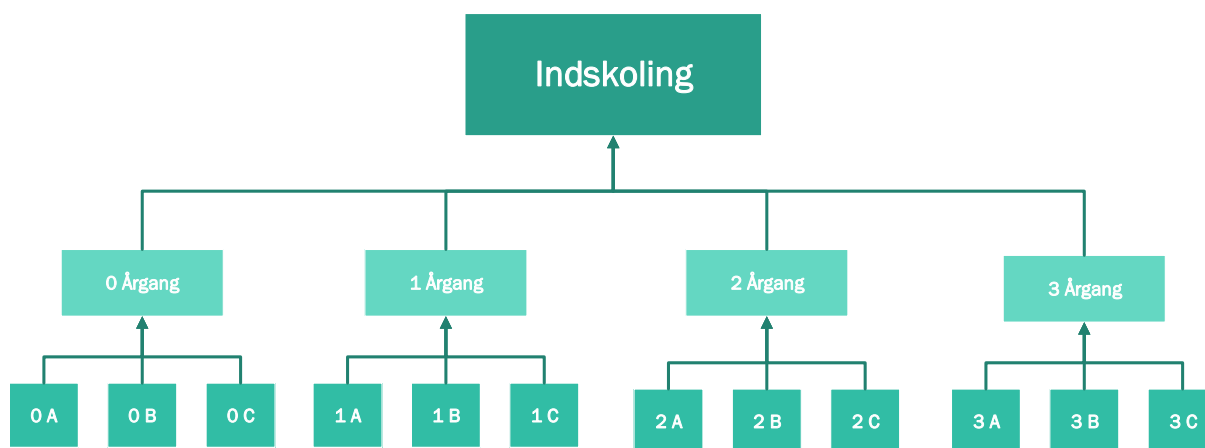 Indskoling
0 Årgang
1 Årgang
2 Årgang
3 Årgang
0 A
0 B
0 C
1 A
1 B
1 C
2 A
2 B
2 C
3 A
3 B
3 C